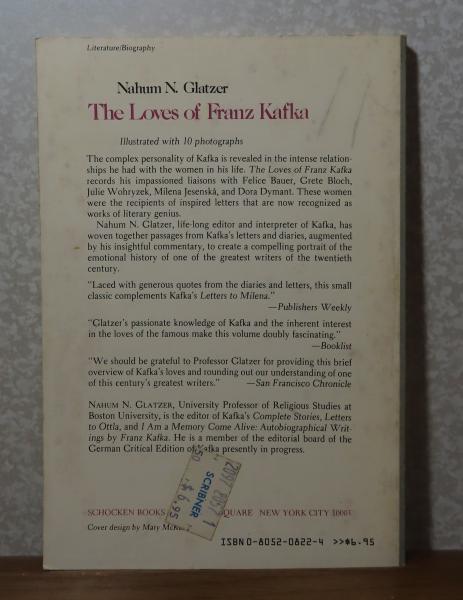 Literature/Biography
Nahum N. Glatzer
The Loves of Franz Kafka
Illustrated with 10 photographs
The complex personality of Kafka is revealed in the intense relation-
ships he had with the women in his life. The Loves of Franz Kafka
records his impassioned liaisons with Felice Bauer, Grete Bloch,
Julie Wohryzek, Milena Jesenská, and Dora Dymant. These women
were the recipients of inspired letters that are now recognized as
works of literary genius.
Nahum N. Glatzer, life-long editor and interpreter of Kafka, has
woven together passages from Kafka's letters and diaries, augmented
by his insightful commentary, to create a compelling portrait of the
emotional history of one of the greatest writers of the twentieth
century.
"Laced with generous quotes from the diaries and letters, this small
classic complements Kafka's Letters to Milena."
—Publishers Weekly
"Glatzer's passionate knowledge of Kafka and the inherent interest
in the loves of the famous make this volume doubly fascinating."
—Booklist
"We should be grateful to Professor Glatzer for providing this brief
overview of Kafka's loves and rounding out our understanding of one
of this century's greatest writers." —San Francisco Chronicle
NAHUM N. GLATZER, University Professor of Religious Studies at
Boston University, is the editor of Kafka's Complete Stories, Letters
to Ottla, and I Am a Memory Come Alive: Autobiographical Writ-
ings by Franz Kafka. He is a member of the editorial board of the
German Critical Edition of Kafka presently in progress.
SCRIBNER
$6.95
SCHOCKEN BOOKS SQUARE NEW YORK CITY 10003
Cover design by Mary
ISBN 0-8052-0822-4 >>$6.95